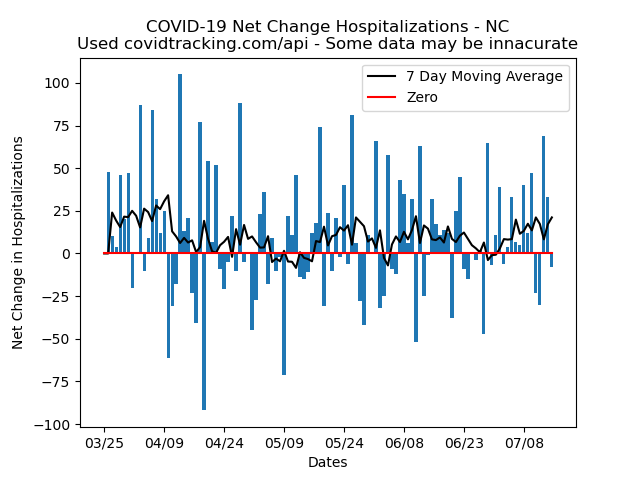 COVID-19 Net Change Hospitalizations - NC
Used covidtracking.com/api - Some data may be innacurate
7 Day Moving Average
Zero
Net Change in Hospitalizations
100
75
50
25
0
−25
−50
−75
−100
03/25 04/09 04/24 05/09 05/24 06/08 06/23 07/08
Dates